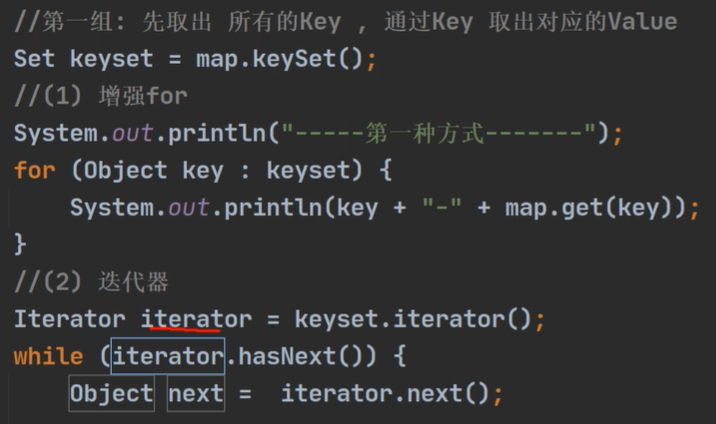 //第一组: 先取出 所有的Key , 通过Key 取出对应的Value
Set keyset = map.keySet();
//(1) 增强for
System.out.println("-----第一种方式-------");
for (Object key : keyset) {
System.out.println(key + "-" + map.get(key));
}
//(2) 迭代器
Iterator iterator = keyset.iterator();
while (iterator.hasNext()) {
Object next =  iterator.next();